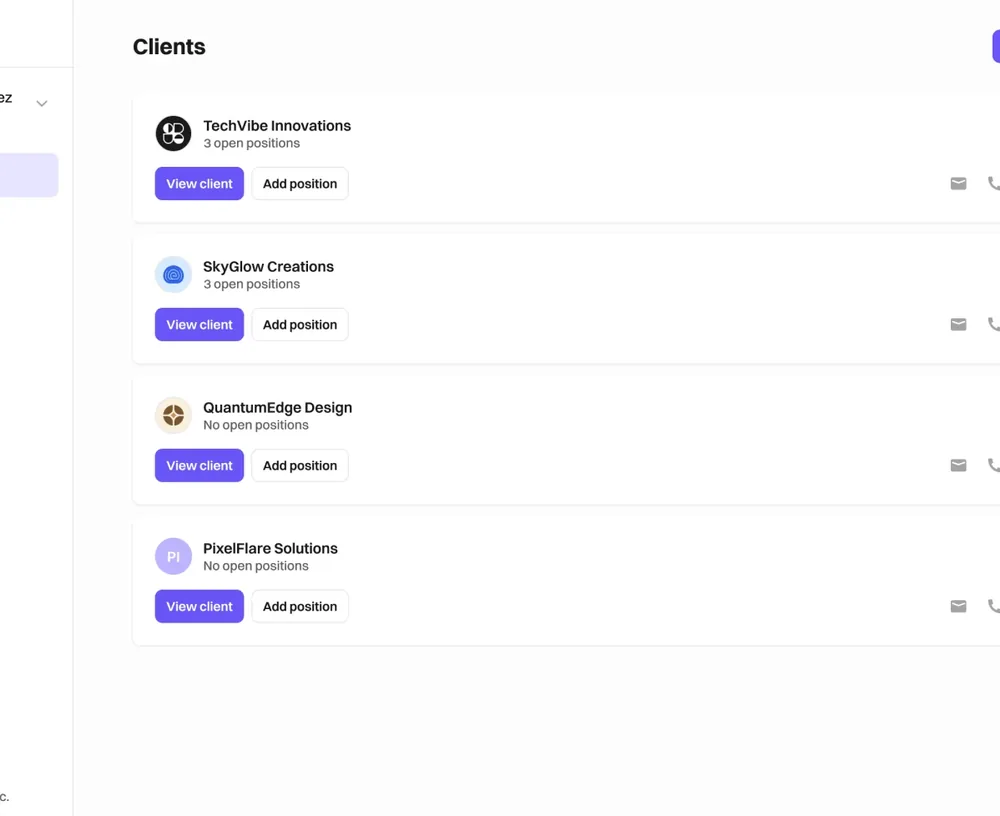 Clients
ez
TechVibe Innovations
3 open positions
View client
Add position
SkyGlow Creations
3 open positions
View client
Add position
QuantumEdge Design
No open positions
View client
Add position
PI
PixelFlare Solutions
No open positions
View client
Add position
c.